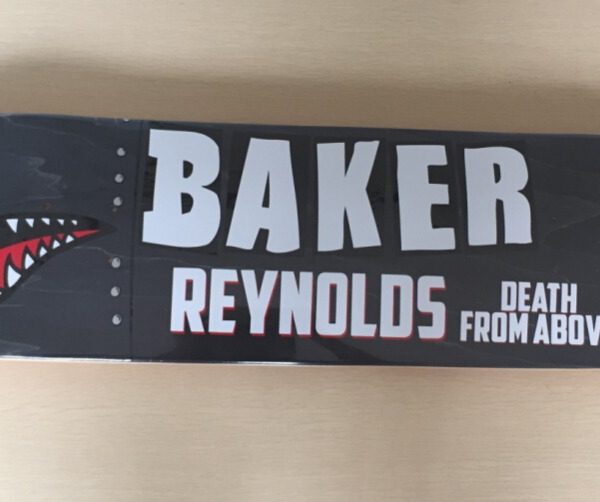 BAKER
REYNOLDS
DEATH
FROM ABOV